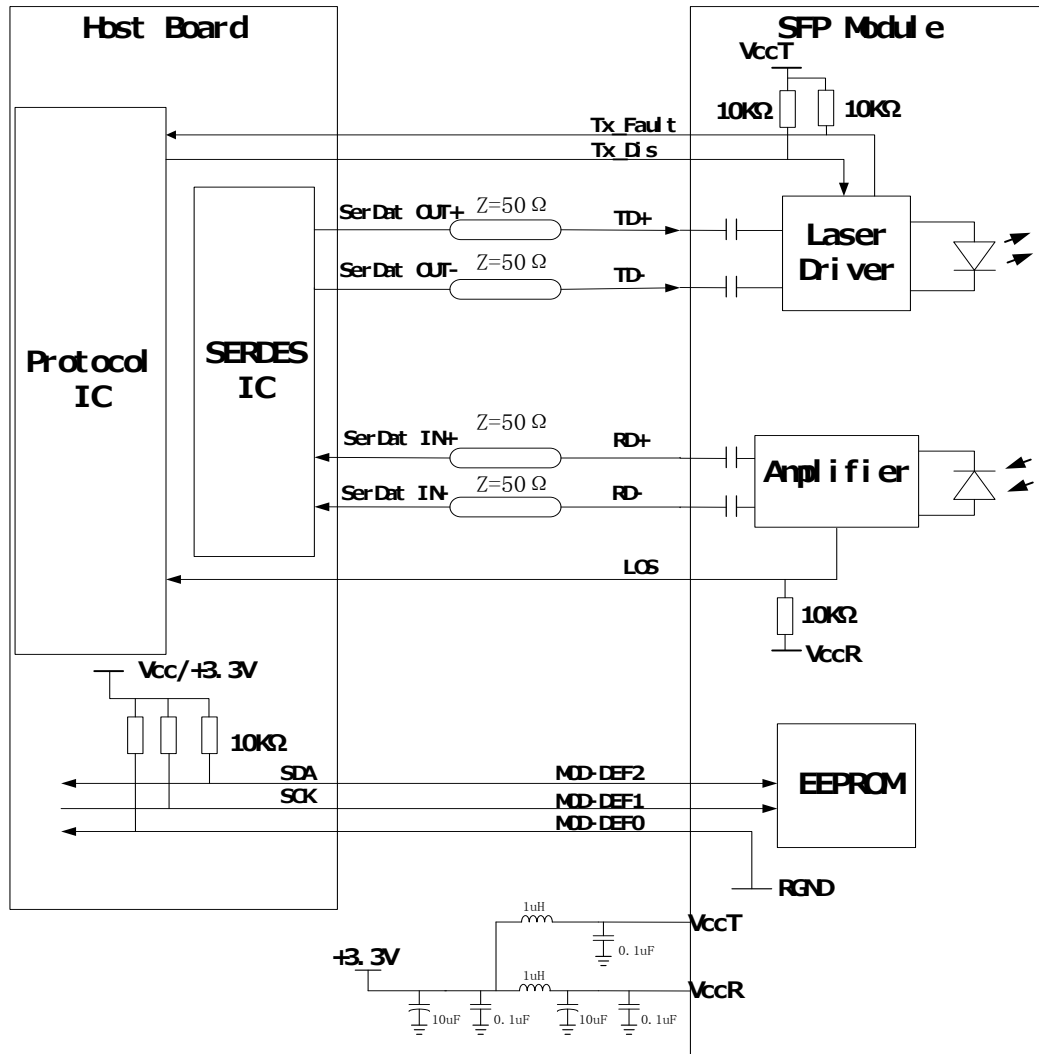 Host Board
SFP Module
VccT
10KΩ
10KΩ
Tx_Fault
Tx_Dis
SerDat OUT+
Z=50 Ω
TD+
SerDat OUT-
Z=50 Ω
TD-
Laser
Driver
Protocol
IC
SERDES
IC
SerDat IN+
Z=50 Ω
RD+
SerDat IN-
Z=50 Ω
RD-
Amplifier
LOS
10KΩ
VccR
Vcc/+3.3V
10KΩ
SDA
MOD-DEF2
SCK
MOD-DEF1
MOD-DEF0
EEPROM
RGND
1uH
VccT
0.1uF
+3.3V
1uH
VccR
10uF
0.1uF
10uF
0.1uF